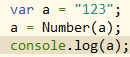 var a = "123";
a = Number(a);
console.log(a);